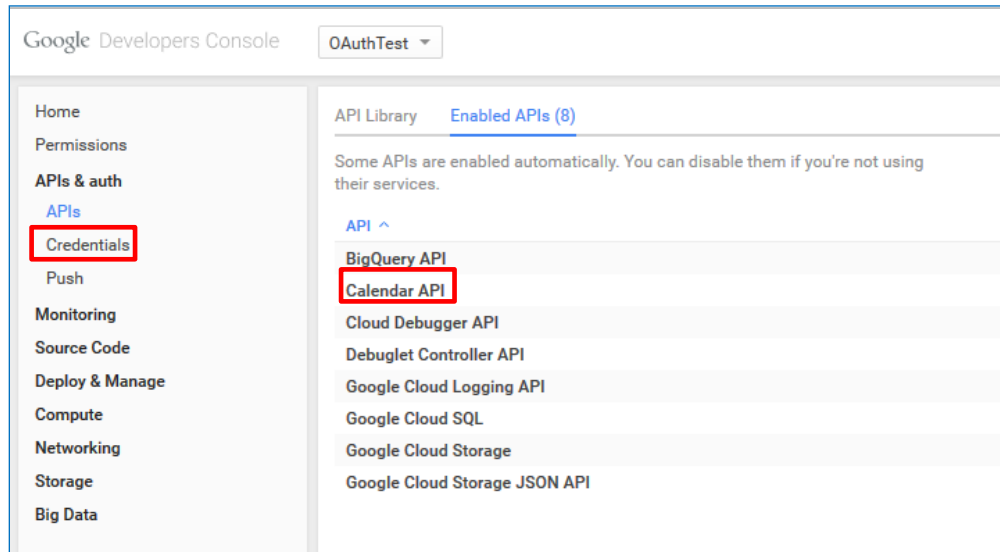 Google Developers Console
OAuthTest
Home
Permissions
APIs & auth
APIs
Credentials
Push
Monitoring
Source Code
Deploy & Manage
Compute
Networking
Storage
Big Data
API Library
Enabled APIs (8)
Some APIs are enabled automatically. You can disable them if you're not using
their services.
API
BigQuery API
Calendar API
Cloud Debugger API
Debuglet Controller API
Google Cloud Logging API
Google Cloud SQL
Google Cloud Storage
Google Cloud Storage JSON API